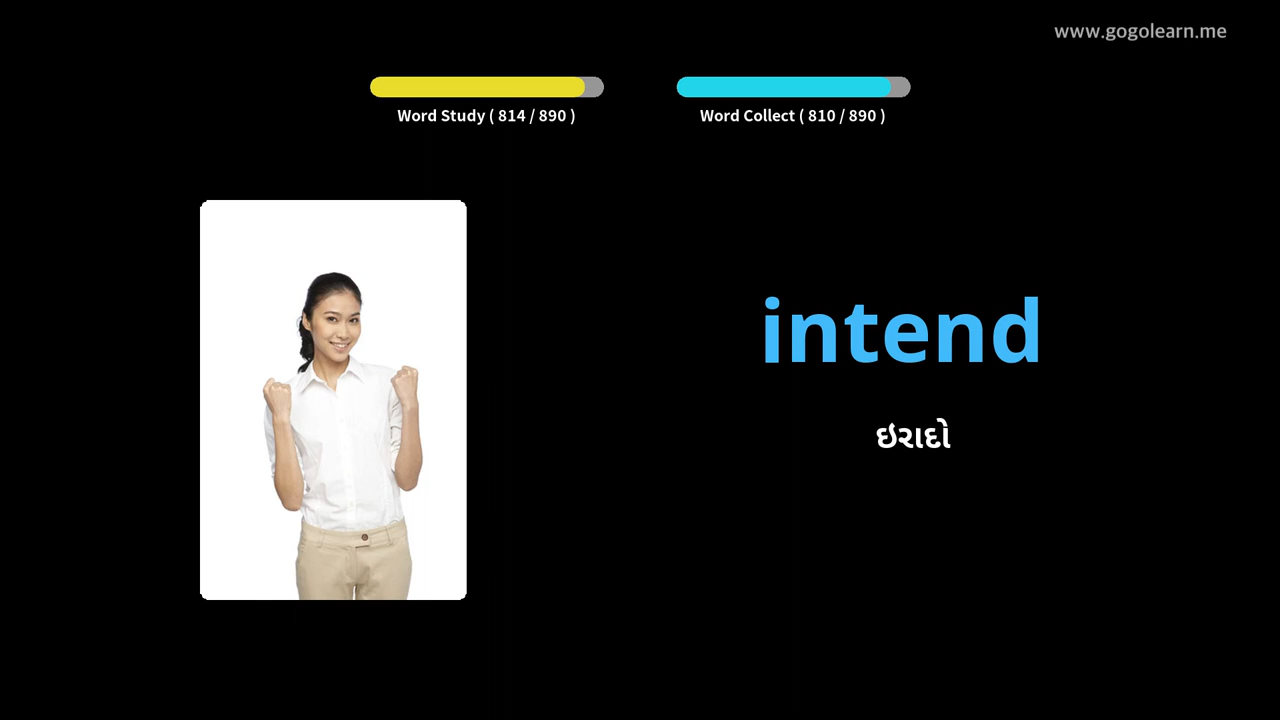 www.gogolearn.me
Word Study ( 814 / 890 )
Word Collect ( 810 / 890 )
intend
ઇરાદો